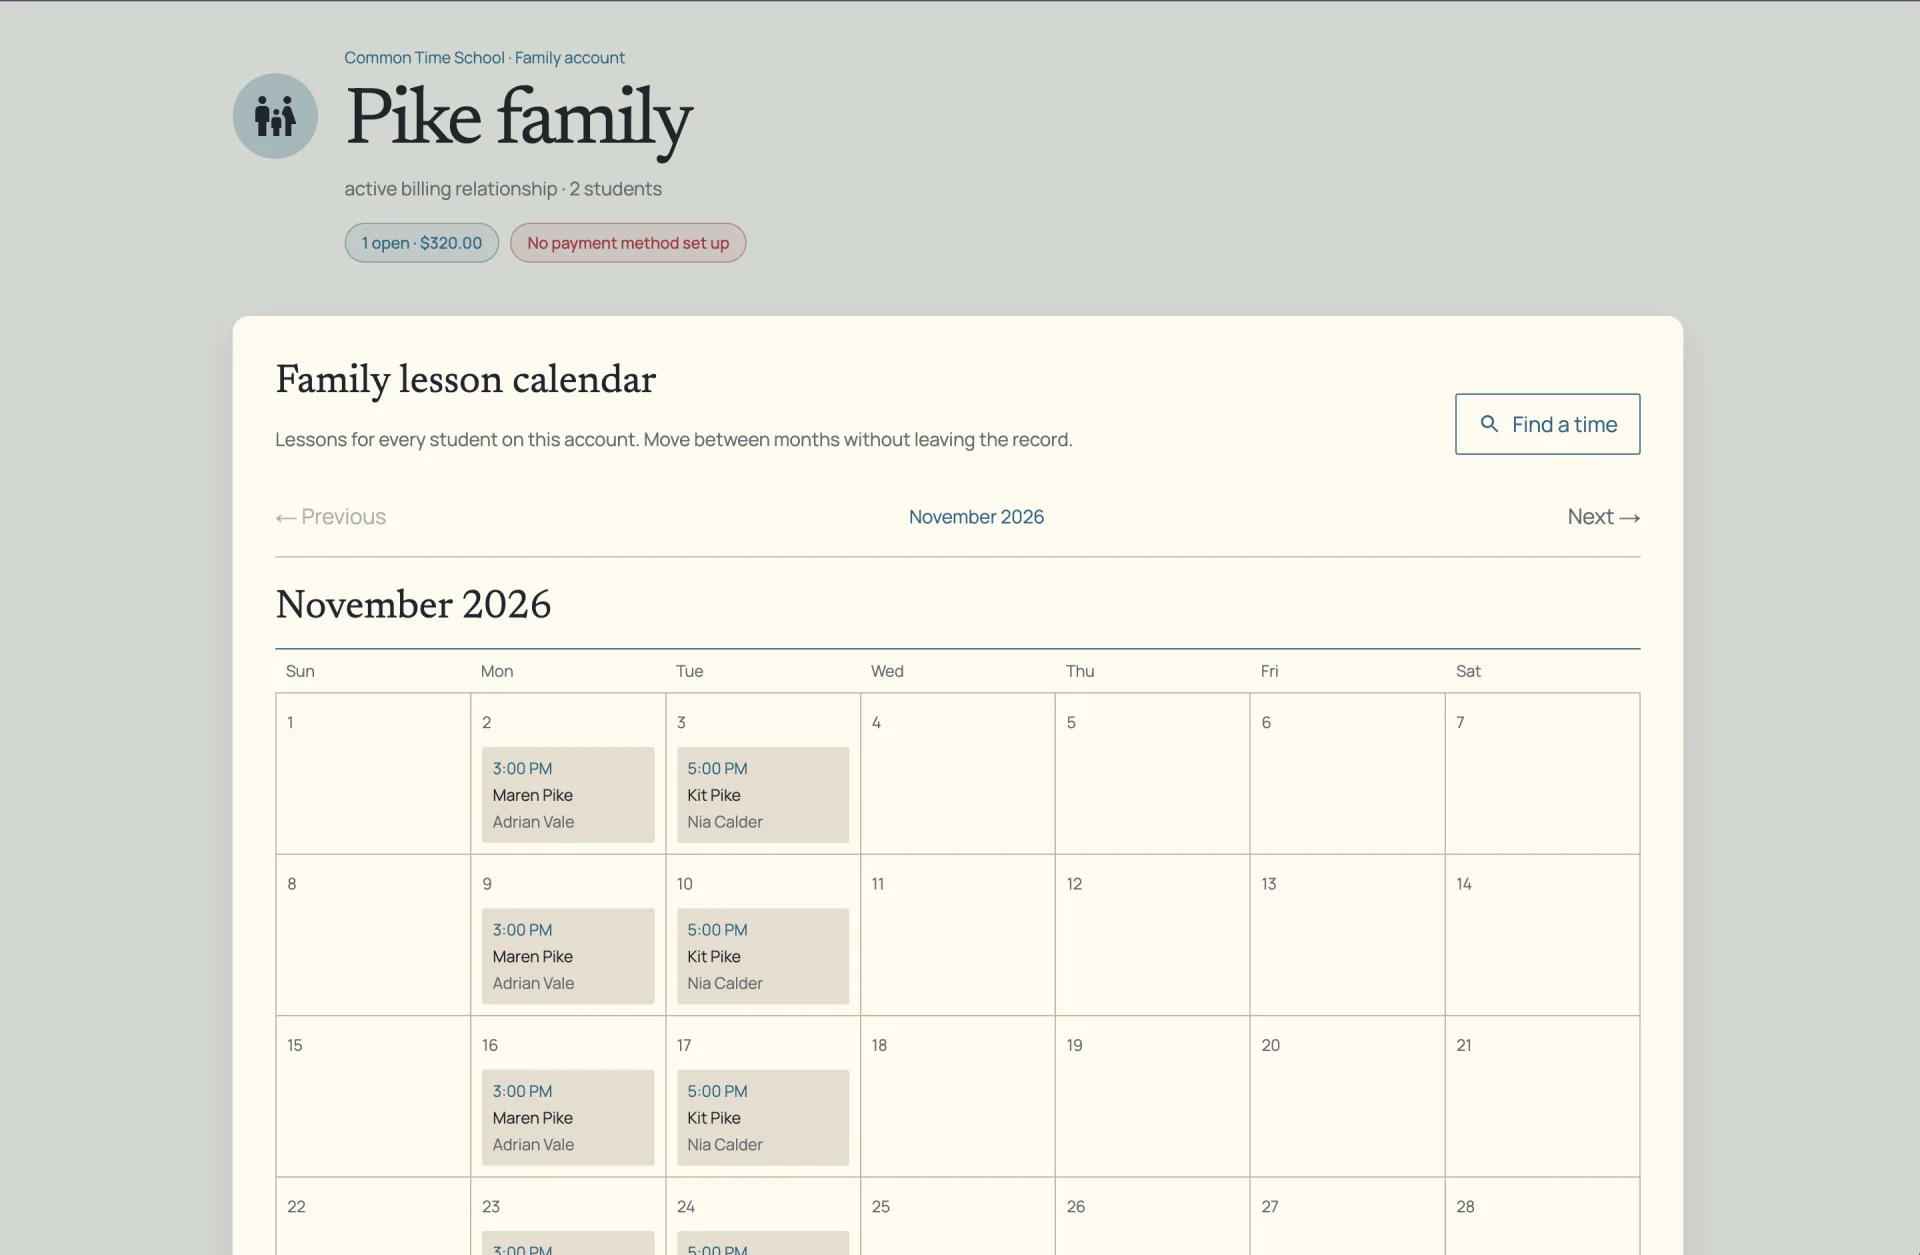 Common Time School · Family account
Pike family
active billing relationship · 2 students
1 open · $320.00
No payment method set up
Family lesson calendar
Lessons for every student on this account. Move between months without leaving the record.
Find a time
← Previous
November 2026
Next →
November 2026
Sun Mon Tue Wed Thu Fri Sat
1 2 3 4 5 6 7
3:00 PM 5:00 PM
Maren Pike Kit Pike
Adrian Vale Nia Calder
8 9 10 11 12 13 14
3:00 PM 5:00 PM
Maren Pike Kit Pike
Adrian Vale Nia Calder
15 16 17 18 19 20 21
3:00 PM 5:00 PM
Maren Pike Kit Pike
Adrian Vale Nia Calder
22 23 24 25 26 27 28
3:00 PM 5:00 PM